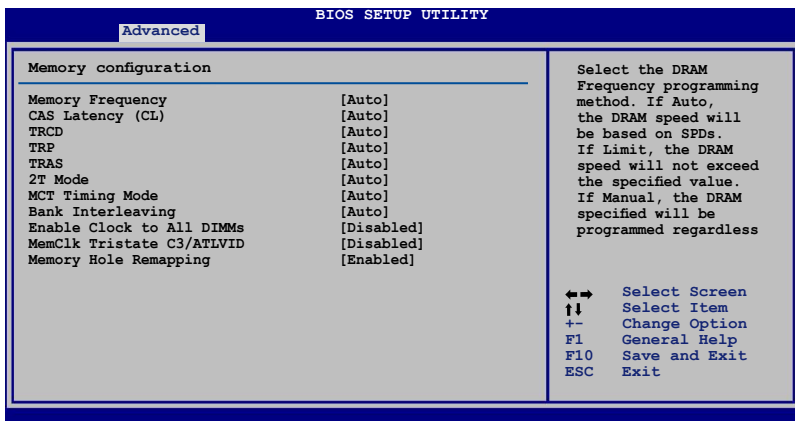 BIOS SETUP UTILITY
Advanced
Memory configuration
Memory Frequency [Auto]
CAS Latency (CL) [Auto]
TRCD [Auto]
TRP [Auto]
TRAS [Auto]
2T Mode [Auto]
MCT Timing Mode [Auto]
Bank Interleaving [Auto]
Enable Clock to All DIMMs [Disabled]
MemClk Tristate C3/ATLVID [Disabled]
Memory Hole Remapping [Enabled]
Select the DRAM
Frequency programming
method. If Auto,
the DRAM speed will
be based on SPDs.
If Limit, the DRAM
speed will not exceed
the specified value.
If Manual, the DRAM
specified will be
programmed regardless
←→ Select Screen
↑↓ Select Item
+- Change Option
F1 General Help
F10 Save and Exit
ESC Exit